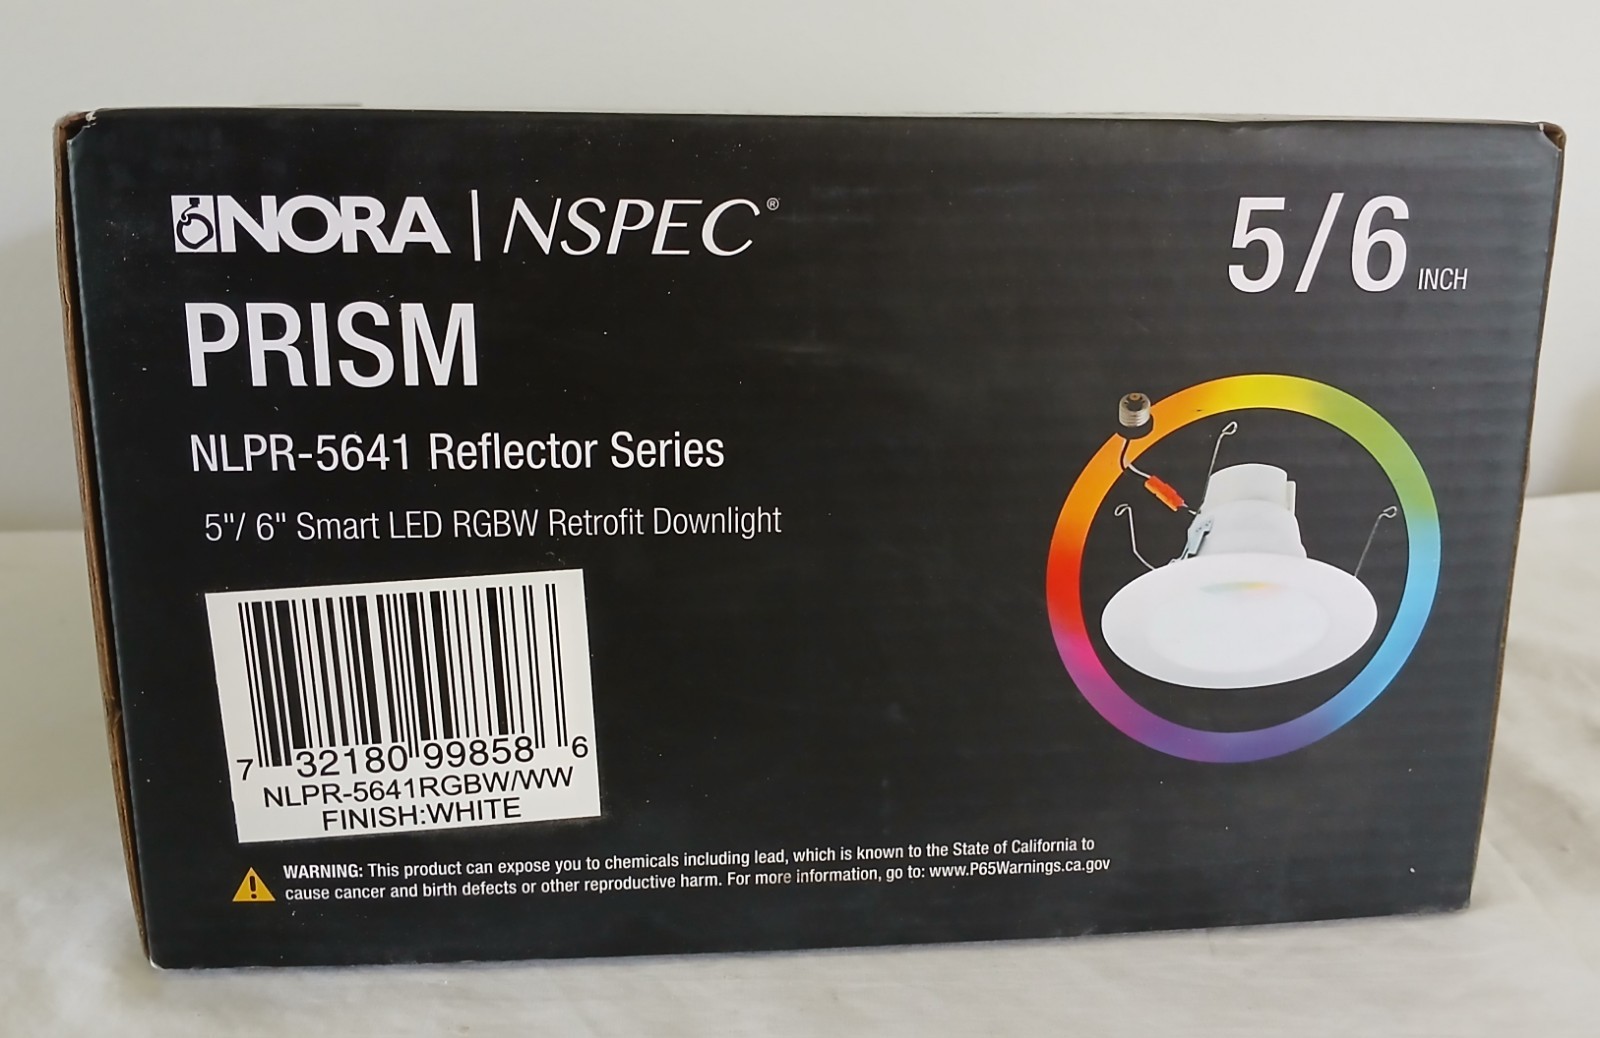 NORA | NSPEC®
5/6 INCH
PRISM
NLPR-5641 Reflector Series
5"/ 6" Smart LED RGBW Retrofit Downlight
7 32180 99858 6
NLPR-5641RGBW/WW
FINISH:WHITE
WARNING: This product can expose you to chemicals including lead, which is known to the State of California to
cause cancer and birth defects or other reproductive harm. For more information, go to: www.P65Warnings.ca.gov